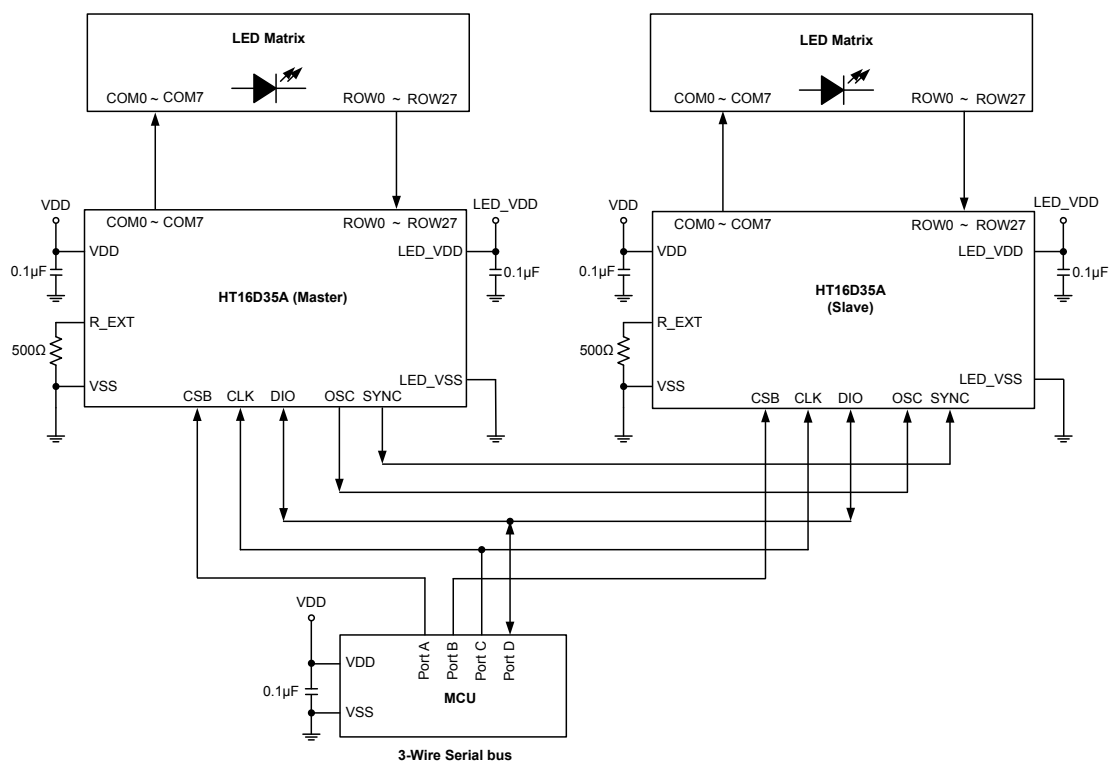 LED Matrix
COM0 ~ COM7
ROW0 ~ ROW27
LED Matrix
COM0 ~ COM7
ROW0 ~ ROW27
VDD
COM0 ~ COM7
ROW0 ~ ROW27
LED_VDD
VDD
LED_VDD
0.1μF
0.1μF
HT16D35A (Master)
R_EXT
500Ω
VSS
LED_VSS
CSB
CLK
DIO
OSC
SYNC
VDD
COM0 ~ COM7
ROW0 ~ ROW27
LED_VDD
VDD
LED_VDD
0.1μF
0.1μF
HT16D35A
(Slave)
R_EXT
500Ω
VSS
LED_VSS
CSB
CLK
DIO
OSC
SYNC
VDD
Port A
Port B
Port C
Port D
VDD
0.1μF
MCU
VSS
3-Wire Serial bus